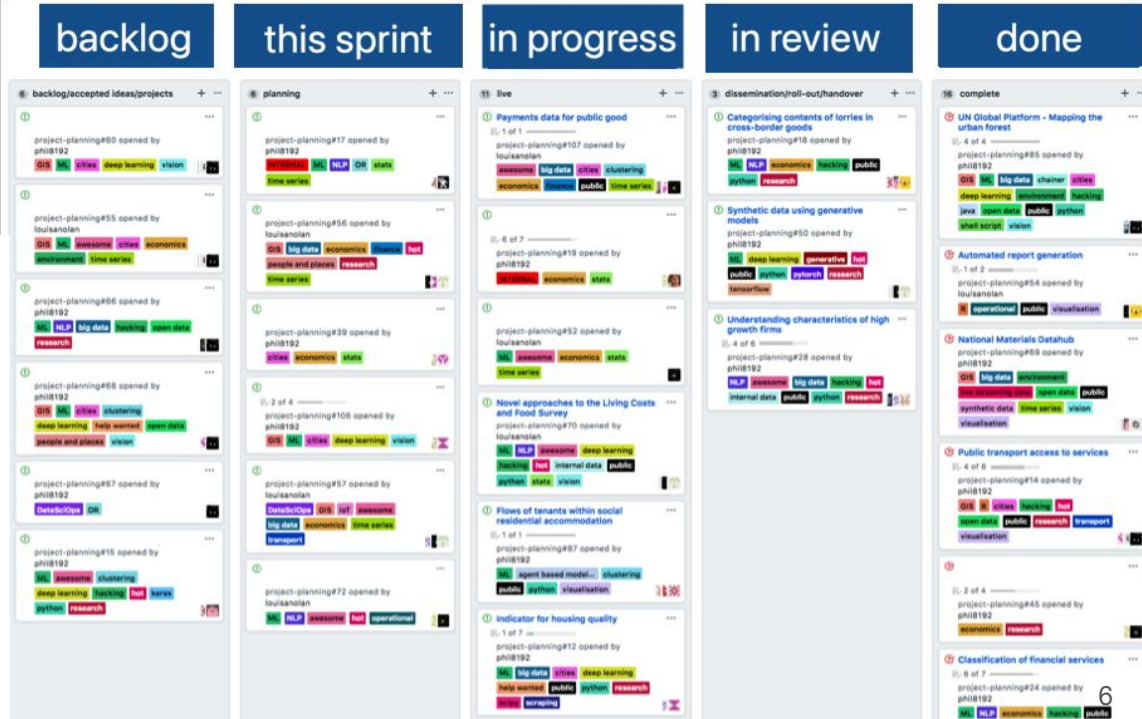 backlog
this sprint
in progress
in review
done
6 backlog/accepted ideas/projects
project-planning#60 opened by
phil8192
GIS ML cities deep learning vision
project-planning#55 opened by
louisanolan
GIS ML awesome cities economics
environment time series
project-planning#66 opened by
phil8192
ML NLP big data hacking open data
research
project-planning#68 opened by
phil8192
GIS ML cities clustering
deep learning help wanted open data
people and places vision
project-planning#67 opened by
phil8192
DataSciOps OR
project-planning#15 opened by
phil8192
ML awesome clustering
deep learning hacking hot keras
python research
6 planning
project-planning#17 opened by
phil8192
INTERNAL ML NLP OR stats
time series
project-planning#56 opened by
louisanolan
GIS big data economics finance hot
people and places research
time series
project-planning#39 opened by
phil8192
cities economics stats
2 of 4
project-planning#106 opened by
phil8192
GIS ML cities deep learning vision
project-planning#57 opened by
louisanolan
DataSciOps GIS IoT awesome
big data economics time series
transport
project-planning#72 opened by
louisanolan
ML NLP awesome hot operational
11 live
Payments data for public good
1 of 1
project-planning#107 opened by
louisanolan
awesome big data cities clustering
economics finance public time series
6 of 7
project-planning#19 opened by
phil8192
INTERNAL economics stats
project-planning#52 opened by
louisanolan
ML awesome economics stats
time series
Novel approaches to the Living Costs
and Food Survey
project-planning#70 opened by
louisanolan
ML NLP awesome deep learning
hacking hot internal data public
python stats vision
Flows of tenants within social
residential accommodation
1 of 1
project-planning#87 opened by
phil8192
ML agent based model... clustering
public python visualisation
Indicator for housing quality
1 of 7
project-planning#12 opened by
phil8192
ML big data cities deep learning
help wanted public python research
scipy scraping
3 dissemination/roll-out/handover
Categorising contents of lorries in
cross-border goods
project-planning#18 opened by
phil8192
ML NLP economics hacking public
python research
Synthetic data using generative
models
project-planning#50 opened by
phil8192
ML deep learning generative hot
public python pytorch research
tensorflow
Understanding characteristics of high
growth firms
4 of 6
project-planning#28 opened by
phil8192
NLP awesome big data hacking hot
internal data public python research
16 complete
UN Global Platform - Mapping the
urban forest
4 of 4
project-planning#85 opened by
phil8192
GIS ML big data chainer cities
deep learning environment hacking
java open data public python
shell script vision
Automated report generation
1 of 2
project-planning#54 opened by
louisanolan
R operational public visualisation
National Materials Datahub
project-planning#69 opened by
phil8192
GIS big data environment
live streaming data open data public
synthetic data time series vision
visualisation
Public transport access to services
4 of 6
project-planning#14 opened by
phil8192
GIS R cities hacking hot
open data public research transport
visualisation
2 of 4
project-planning#45 opened by
phil8192
economics research
Classification of financial services
6 of 7
project-planning#24 opened by
phil8192
ML NLP economics hacking public
6